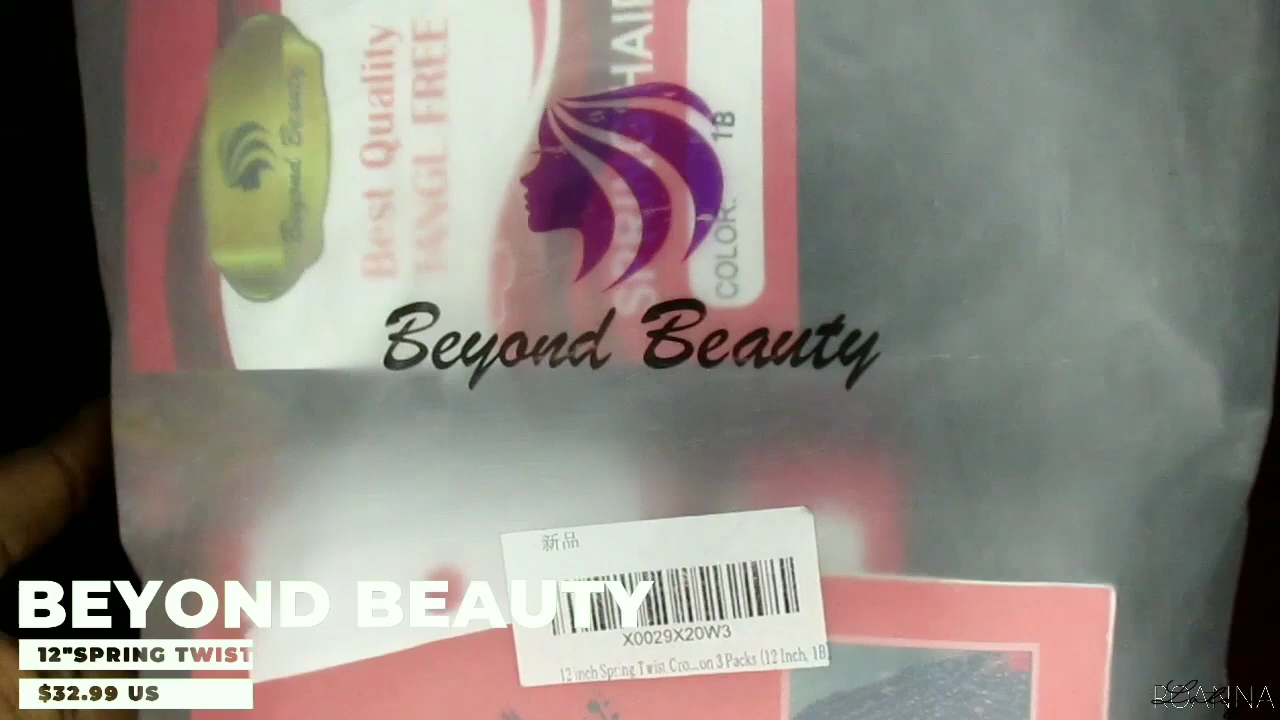 Beyond Beauty
Best Quality
TANGL FREE
HAIR
COLOR: 1B
Beyond Beauty
新品
X0029X20W3
12 inch Spring Twist Cro...on 3 Packs (12 Inch, 1B
BEYOND BEAUTY
12"SPRING TWIST
$32.99 US
ROANNA